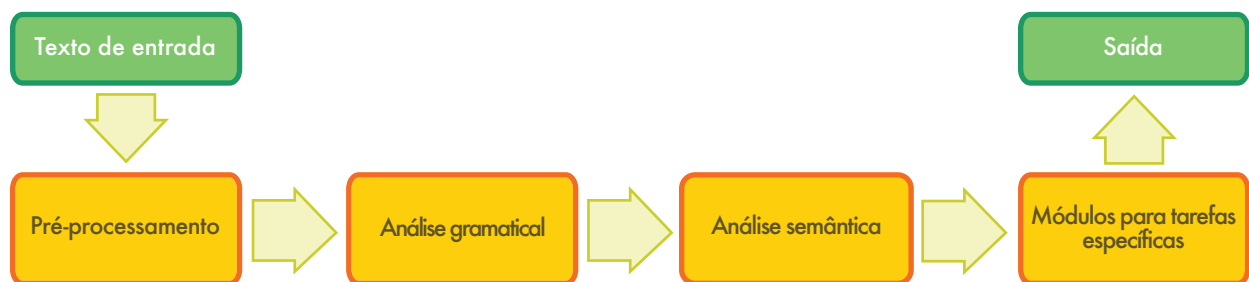 Texto de entrada
Saída
Pré-processamento
Análise gramatical
Análise semântica
Módulos para tarefas
específicas